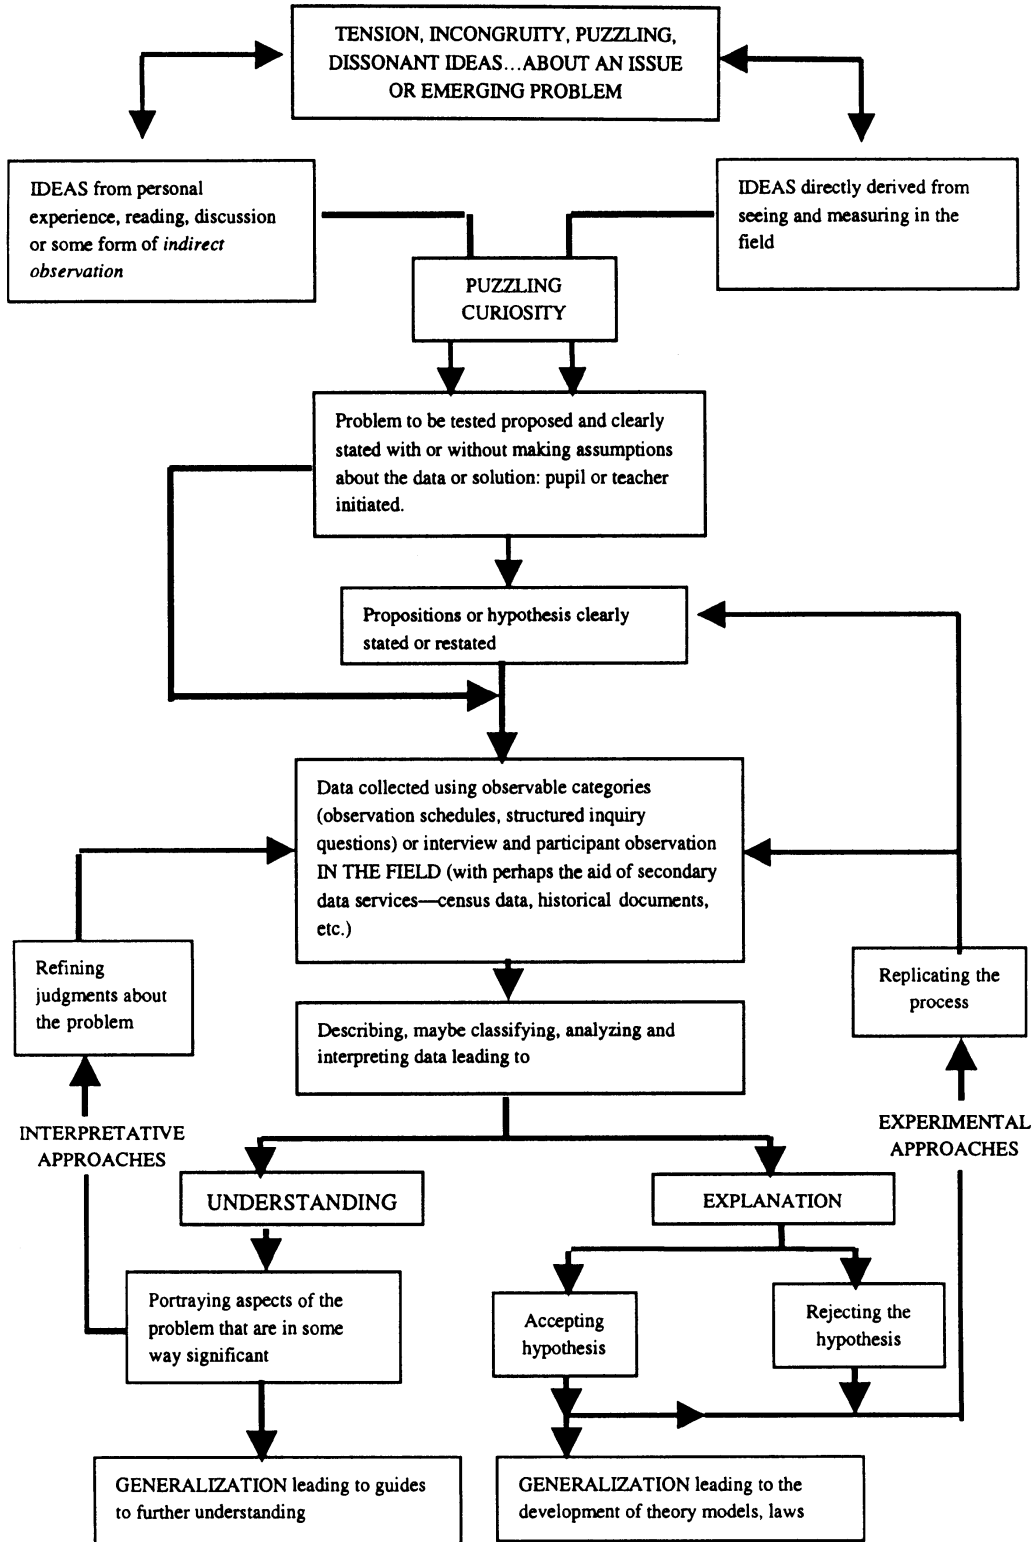 TENSION, INCONGRUITY, PUZZLING,
DISSONANT IDEAS...ABOUT AN ISSUE
OR EMERGING PROBLEM
IDEAS from personal
experience, reading, discussion
or some form of indirect
observation
IDEAS directly derived from
seeing and measuring in the
field
PUZZLING
CURIOSITY
Problem to be tested proposed and clearly
stated with or without making assumptions
about the data or solution: pupil or teacher
initiated.
Propositions or hypothesis clearly
stated or restated
Data collected using observable categories
(observation schedules, structured inquiry
questions) or interview and participant observation
IN THE FIELD (with perhaps the aid of secondary
data services—census data, historical documents,
etc.)
Refining
judgments about
the problem
Replicating the
process
Describing, maybe classifying, analyzing and
interpreting data leading to
INTERPRETATIVE
APPROACHES
EXPERIMENTAL
APPROACHES
UNDERSTANDING
EXPLANATION
Portraying aspects of the
problem that are in some
way significant
Accepting
hypothesis
Rejecting the
hypothesis
GENERALIZATION leading to guides
to further understanding
GENERALIZATION leading to the
development of theory models, laws